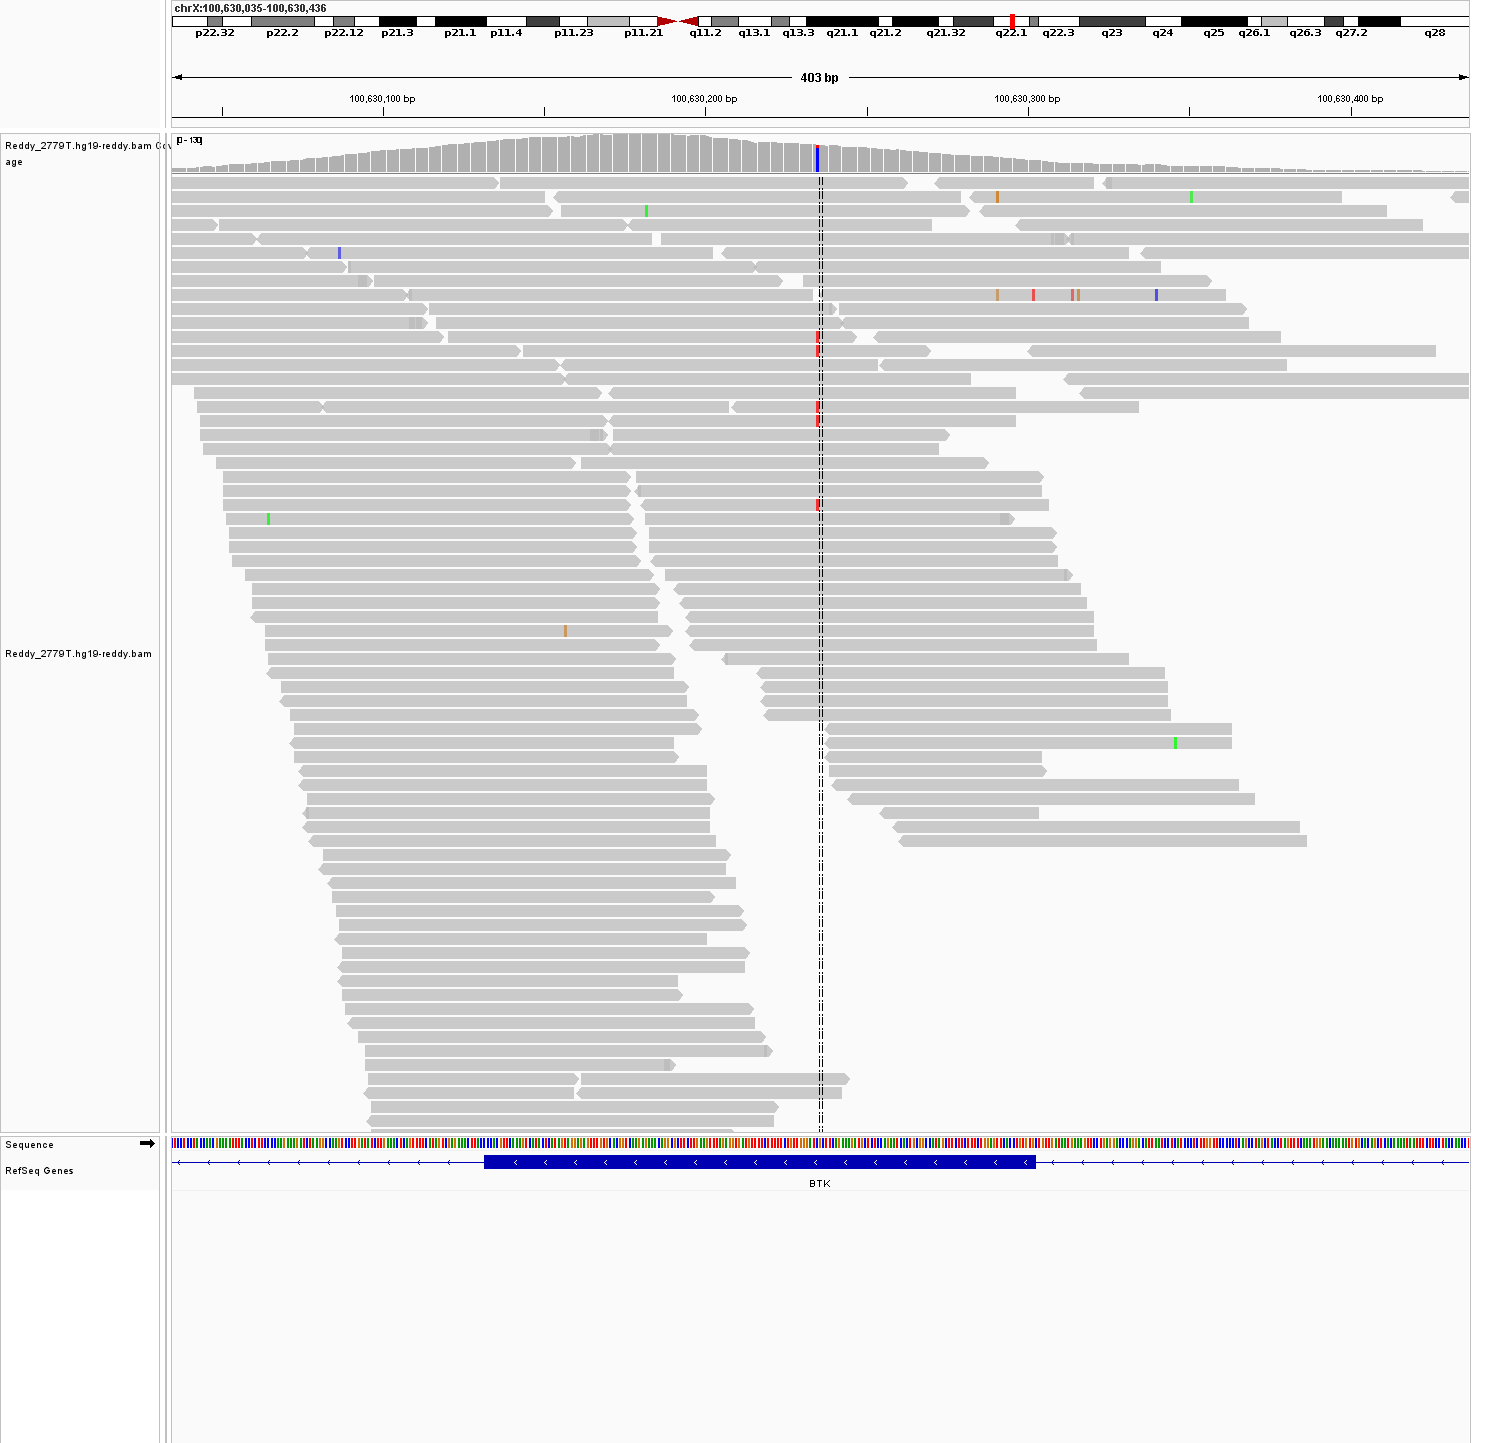 chrX:100,630,035-100,630,436
p22.32 p22.2 p22.12 p21.3 p21.1 p11.4 p11.23 p11.21 q11.2 q13.1 q13.3 q21.1 q21.2 q21.32 q22.1 q22.3 q23 q24 q25 q26.1 q26.3 q27.2 q28
403 bp
100,630,100 bp 100,630,200 bp 100,630,300 bp 100,630,400 bp
[0 - 130]
Reddy_2779T.hg19-reddy.bam Cov
age
Reddy_2779T.hg19-reddy.bam
Sequence
RefSeq Genes
BTK